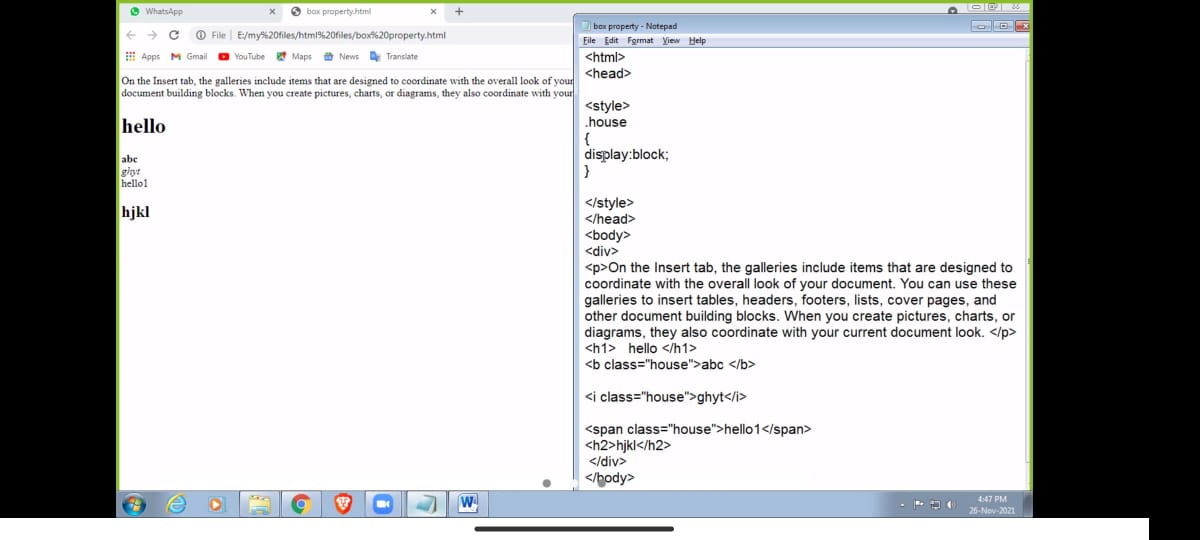 WhatsApp
box property.html
File
E:/my%20files/html%20files/box%20property.html
Apps
Gmail
YouTube
Maps
News
Translate
On the Insert tab, the galleries include items that are designed to coordinate with the overall look of your
document building blocks. When you create pictures, charts, or diagrams, they also coordinate with your
hello
abc
ghyt
hello1
hjkl
box property - Notepad
File Edit Format View Help
<html>
<head>
<style>
.house
{
display:block;
}
</style>
</head>
<body>
<div>
<p>On the Insert tab, the galleries include items that are designed to
coordinate with the overall look of your document. You can use these
galleries to insert tables, headers, footers, lists, cover pages, and
other document building blocks. When you create pictures, charts, or
diagrams, they also coordinate with your current document look. </p>
<h1> hello </h1>
<b class="house">abc </b>
<i class="house">ghyt</i>
<span class="house">hello1</span>
<h2>hjkl</h2>
</div>
</body>
4:47 PM
26-Nov-2021